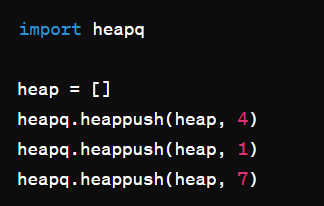 import heapq
heap = []
heapq.heappush(heap, 4)
heapq.heappush(heap, 1)
heapq.heappush(heap, 7)